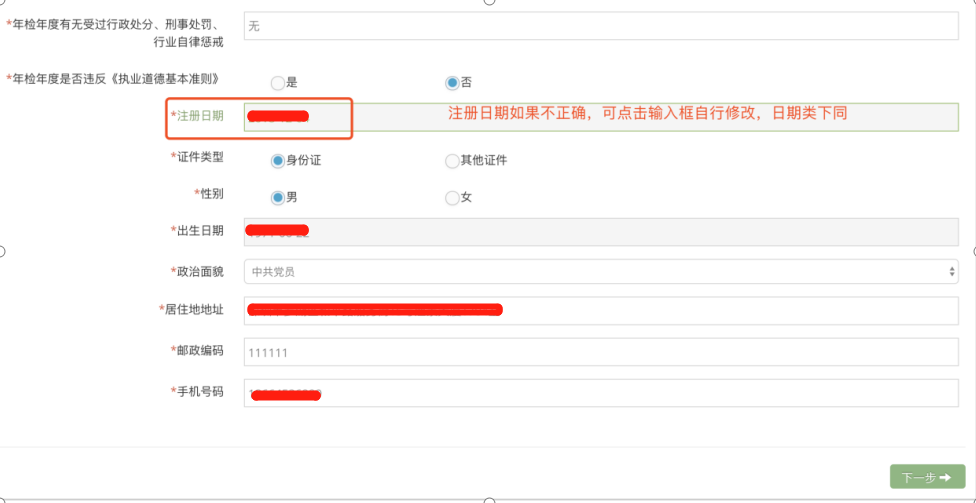 *年检年度有无受过行政处分、刑事处罚、
行业自律惩戒
无
*年检年度是否违反《执业道德基本准则》
是
否
*注册日期
注册日期如果不正确，可点击输入框自行修改，日期类下同
*证件类型
身份证
其他证件
*性别
男
女
*出生日期
*政治面貌
中共党员
*居住地地址
*邮政编码
111111
*手机号码
下一步